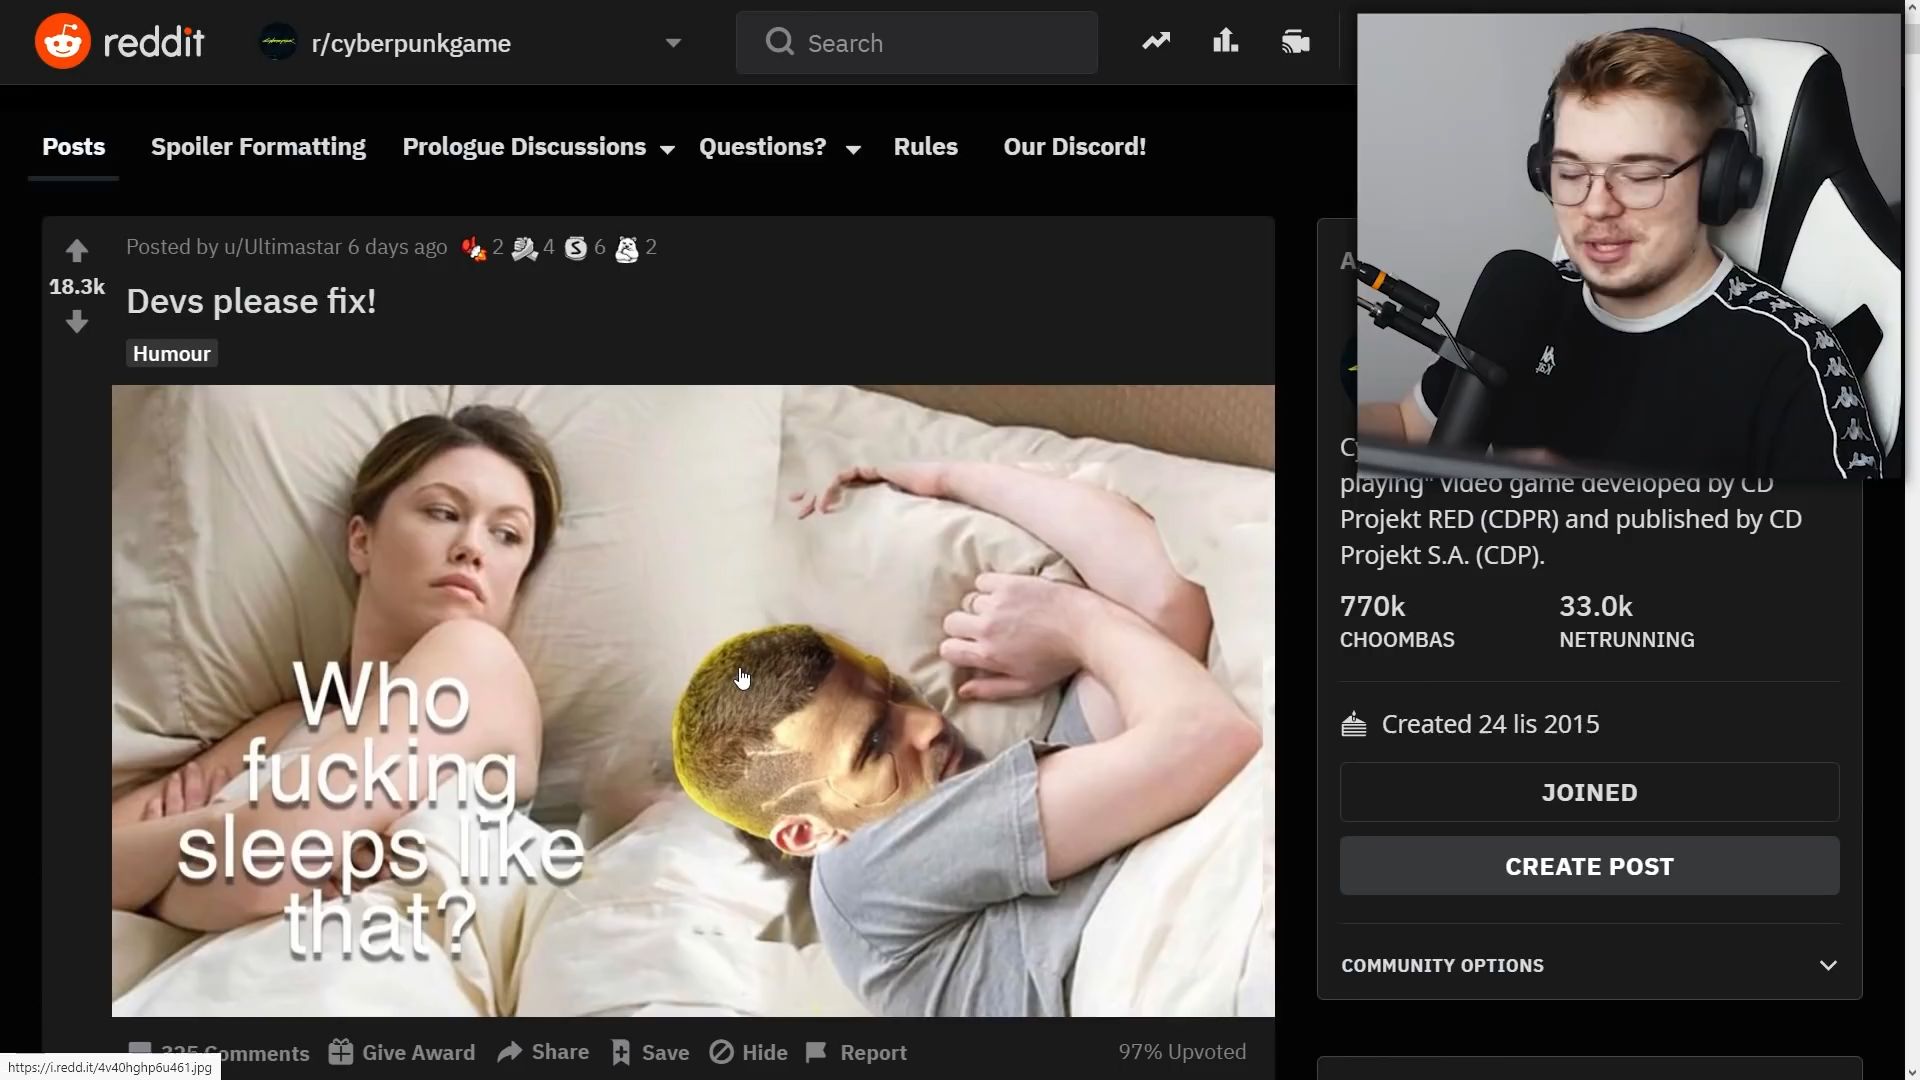 reddit
r/cyberpunkgame
Search
Posts
Spoiler Formatting
Prologue Discussions
Questions?
Rules
Our Discord!
Posted by u/Ultimastar 6 days ago 2 4 6 2
18.3k
Devs please fix!
Humour
Who
fucking
sleeps like
that?
Comments
Give Award
Share
Save
Hide
Report
97% Upvoted
https://i.redd.it/4v40hghp6u461.jpg
playing" video game developed by CD
Projekt RED (CDPR) and published by CD
Projekt S.A. (CDP).
770k
CHOOMBAS
33.0k
NETRUNNING
Created 24 lis 2015
JOINED
CREATE POST
COMMUNITY OPTIONS